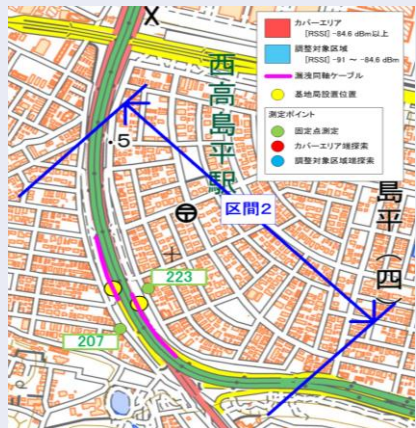 カバーエリア
[RSSI] -84.6 dBm以上
調整対象区域
[RSSI] -91 ～ -84.6 dBm
漏洩同軸ケーブル
基地局設置位置
測定ポイント
固定点測定
カバーエリア端探索
調整対象区域端探索
西高島平駅
.5
区間2
島平(四)
223
207